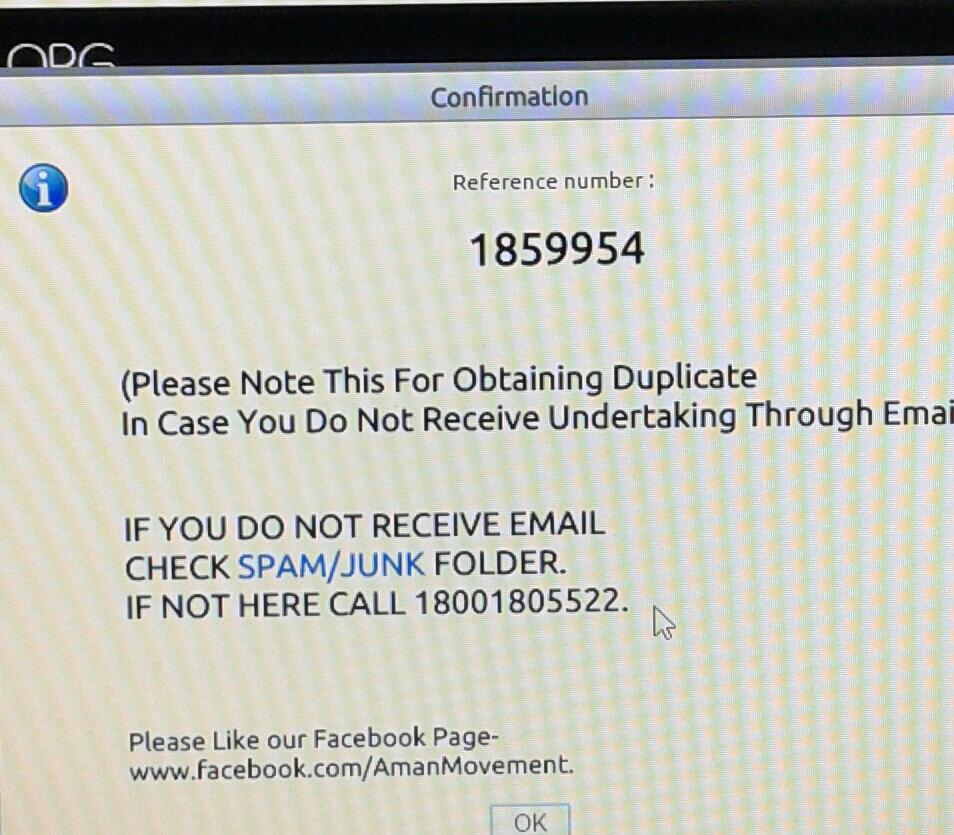 ORG
Confirmation
Reference number :
1859954
(Please Note This For Obtaining Duplicate
In Case You Do Not Receive Undertaking Through Emai
IF YOU DO NOT RECEIVE EMAIL
CHECK SPAM/JUNK FOLDER.
IF NOT HERE CALL 18001805522.
Please Like our Facebook Page-
www.facebook.com/AmanMovement.
OK